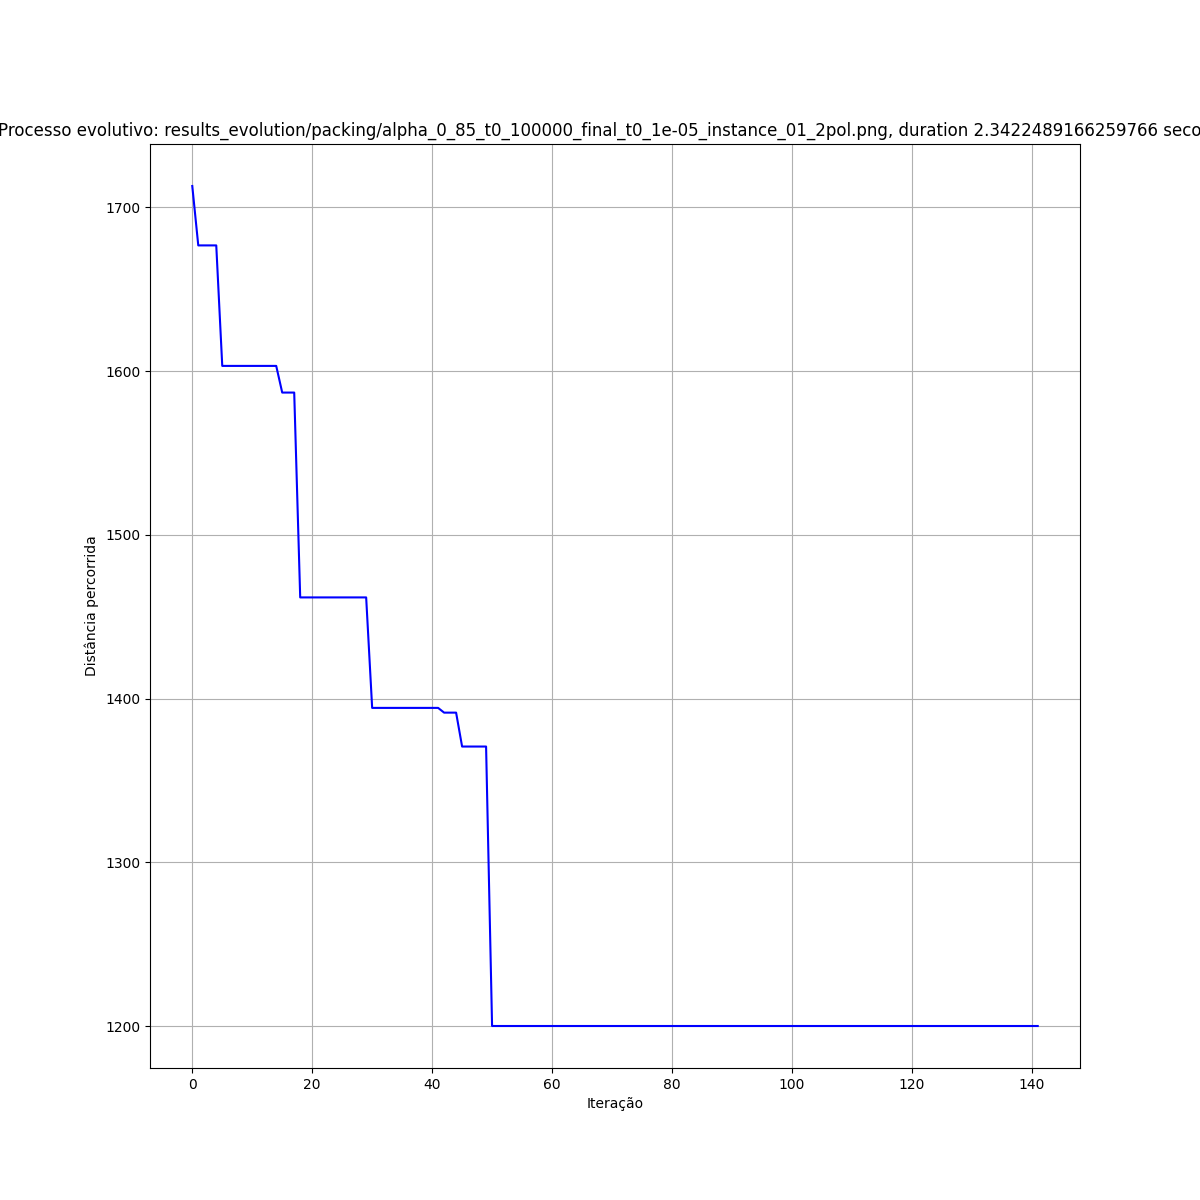 Processo evolutivo: results_evolution/packing/alpha_0_85_t0_100000_final_t0_1e-05_instance_01_2pol.png, duration 2.3422489166259766 seco
1700
1600
1500
1400
1300
1200
Distância percorrida
0 20 40 60 80 100 120 140
Iteração